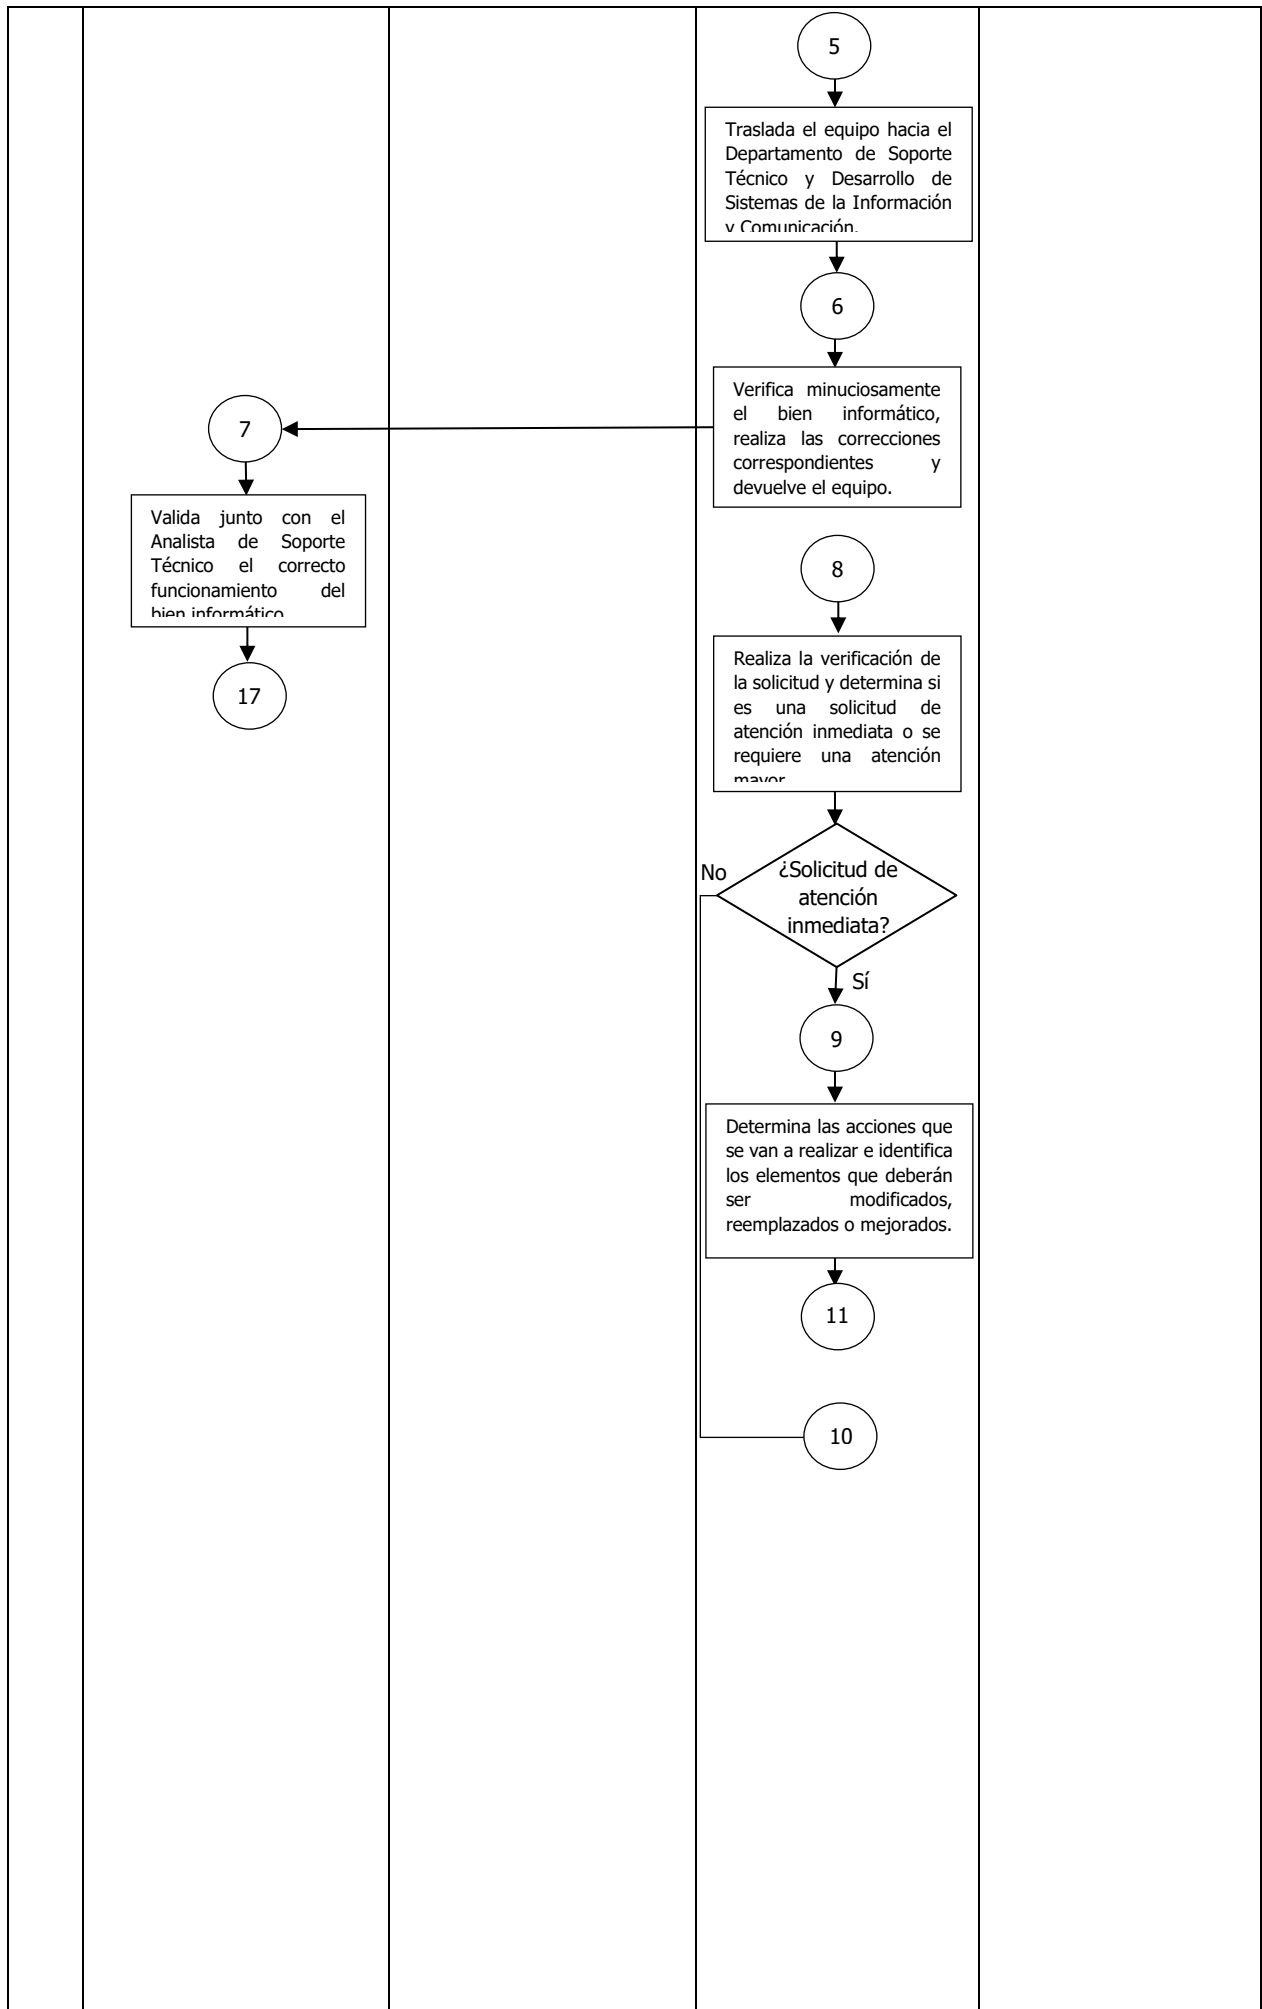 5
Traslada el equipo hacia el
Departamento de Soporte
Técnico y Desarrollo de
Sistemas de la Información
y Comunicación.
6
Verifica minuciosamente
el bien informático,
realiza las correcciones
correspondientes y
devuelve el equipo.
7
Valida junto con el
Analista de Soporte
Técnico el correcto
funcionamiento del
bien informático
17
8
Realiza la verificación de
la solicitud y determina si
es una solicitud de
atención inmediata o se
requiere una atención
mayor
¿Solicitud de
atención
inmediata?
No
Sí
9
Determina las acciones que
se van a realizar e identifica
los elementos que deberán
ser modificados,
reemplazados o mejorados.
11
10